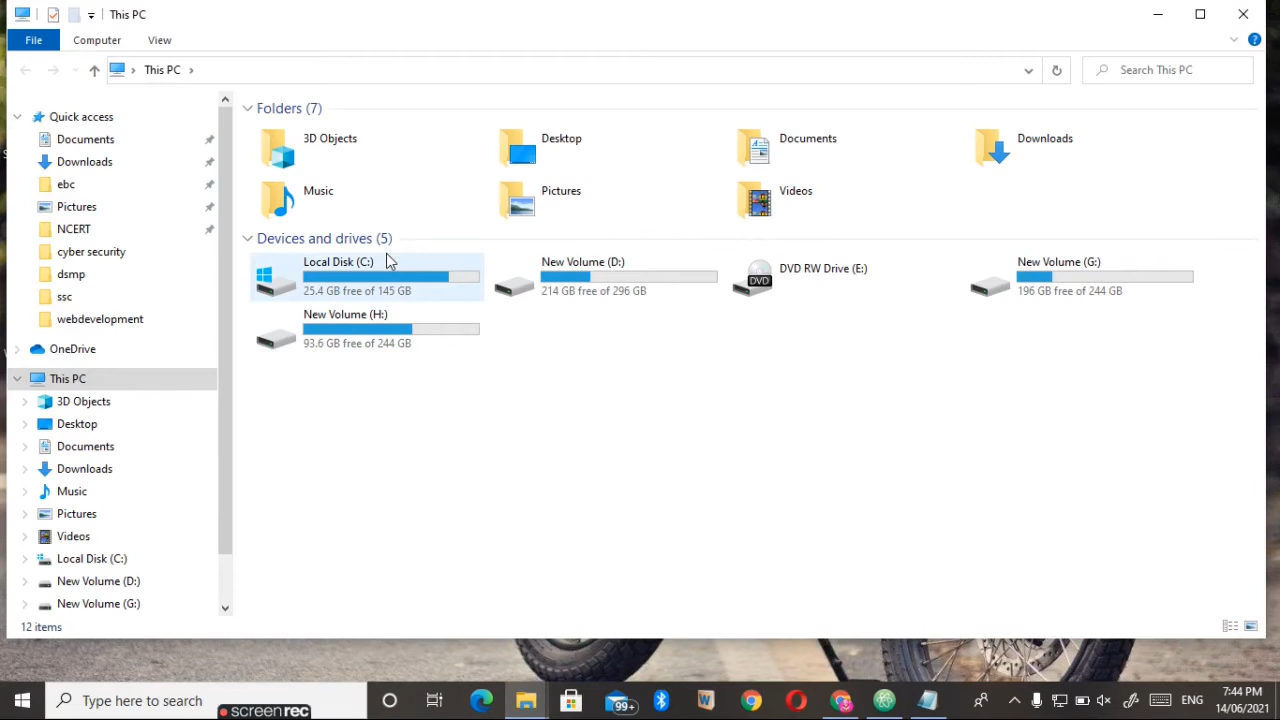 This PC
File Computer View
This PC
Search This PC
Quick access
Documents
Downloads
ebc
Pictures
NCERT
cyber security
dsmp
ssc
webdevelopment
OneDrive
This PC
3D Objects
Desktop
Documents
Downloads
Music
Pictures
Videos
Local Disk (C:)
New Volume (D:)
New Volume (G:)
Folders (7)
3D Objects Desktop Documents Downloads
Music Pictures Videos
Devices and drives (5)
Local Disk (C:)
25.4 GB free of 145 GB
New Volume (D:)
214 GB free of 296 GB
DVD
DVD RW Drive (E:)
New Volume (G:)
196 GB free of 244 GB
New Volume (H:)
93.6 GB free of 244 GB
12 items
Type here to search
screenrec
99+
W
ENG
7:44 PM
14/06/2021